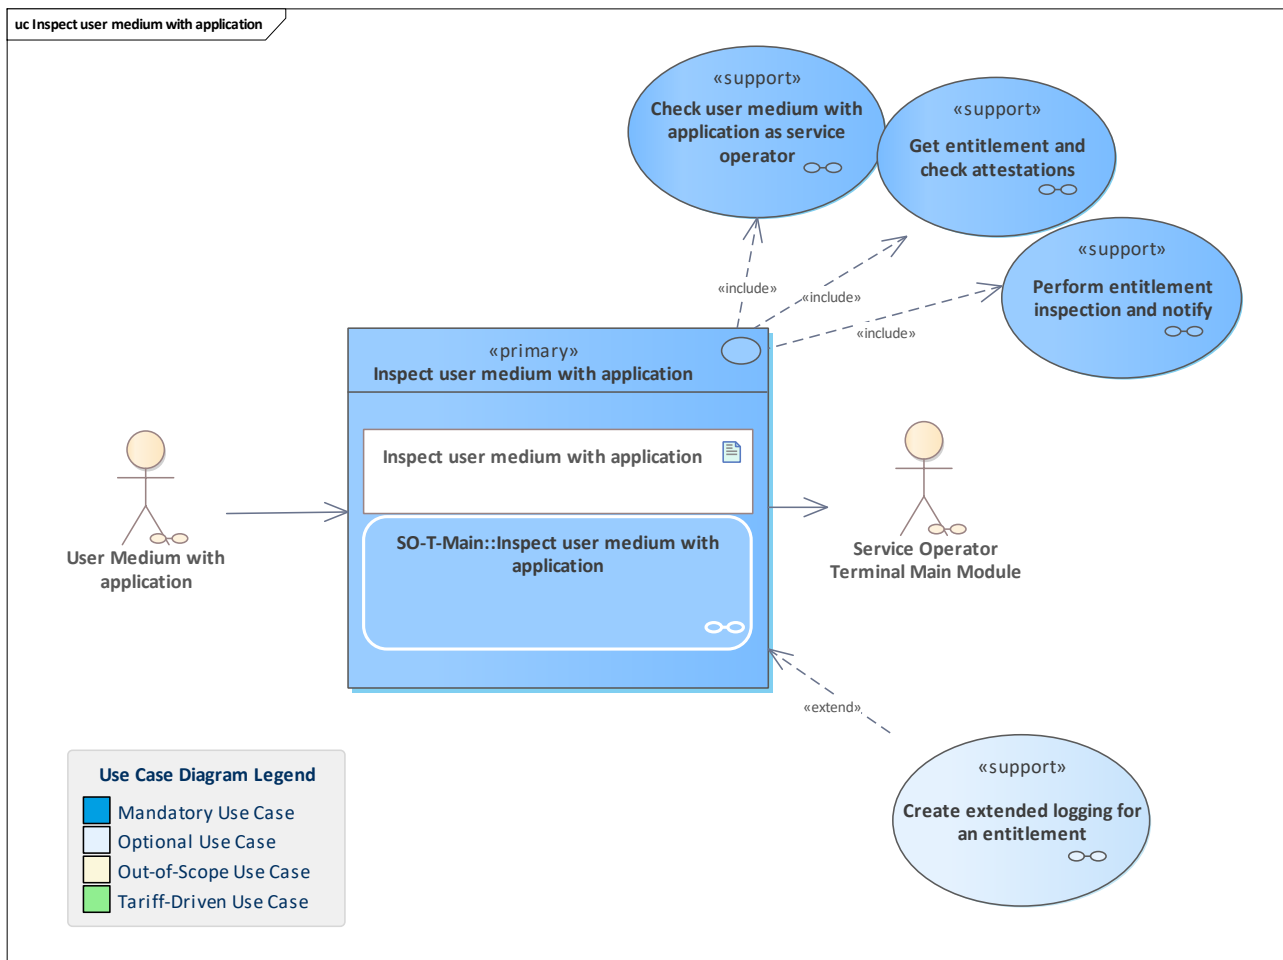 uc Inspect user medium with application
«support»
Check user medium with
application as service
operator
«support»
Get entitlement and
check attestations
«support»
Perform entitlement
inspection and notify
«include»
«include»
«include»
«primary»
Inspect user medium with application
Inspect user medium with application
SO-T-Main::Inspect user medium with
application
User Medium with
application
Service Operator
Terminal Main Module
«extend»
«support»
Create extended logging for
an entitlement
Use Case Diagram Legend
Mandatory Use Case
Optional Use Case
Out-of-Scope Use Case
Tariff-Driven Use Case